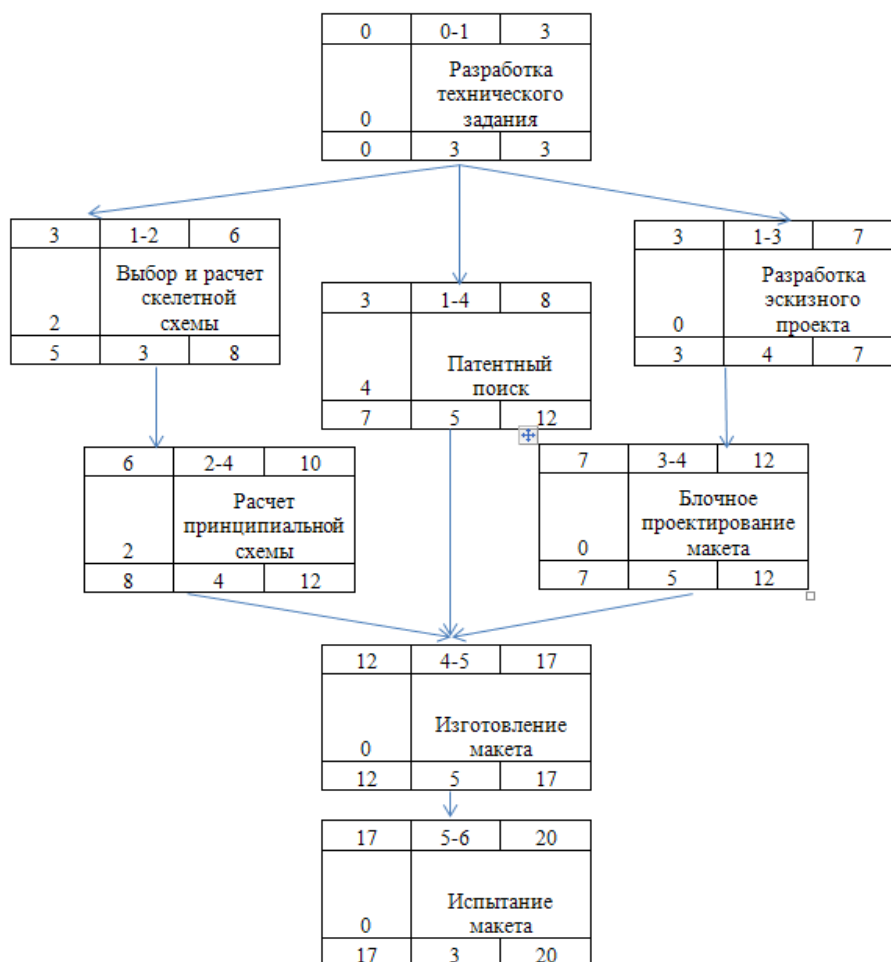 0 0-1 3
Разработка
технического
задания
0
0 3 3
3 1-2 6
Выбор и расчет
скелетной
схемы
2
5 3 8
3 1-4 8
Патентный
поиск
4
7 5 12
3 1-3 7
Разработка
эскизного
проекта
0
3 4 7
6 2-4 10
Расчет
принципиальной
схемы
2
8 4 12
7 3-4 12
Блочное
проектирование
макета
0
7 5 12
12 4-5 17
Изготовление
макета
0
12 5 17
17 5-6 20
Испытание
макета
0
17 3 20